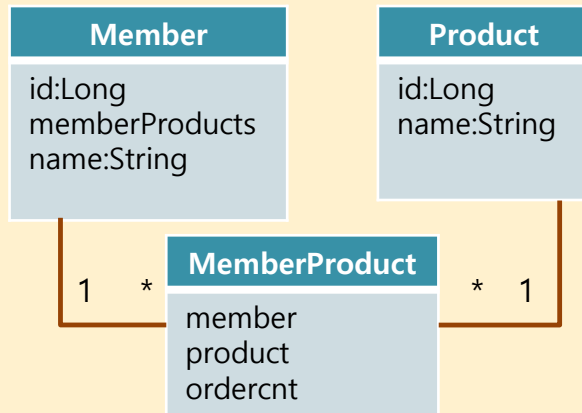 Member
id:Long
memberProducts
name:String
Product
id:Long
name:String
1 *
MemberProduct
member
product
ordercnt
* 1